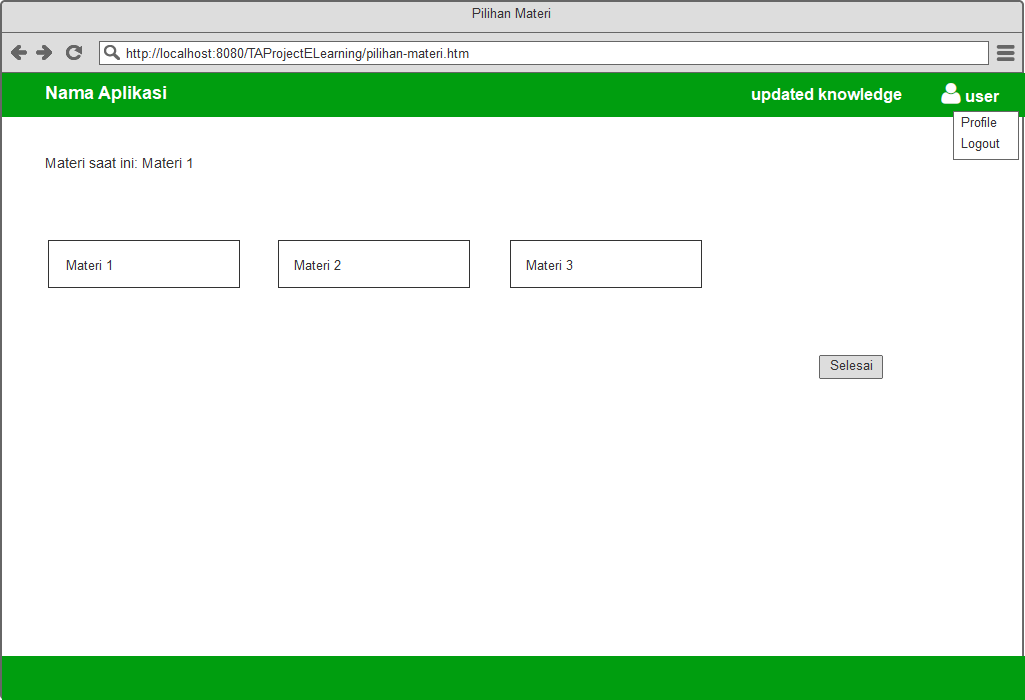 Pilihan Materi
http://localhost:8080/TAProjectELearning/pilihan-materi.htm
Nama Aplikasi
updated knowledge
user
Profile
Logout
Materi saat ini: Materi 1
Materi 1
Materi 2
Materi 3
Selesai